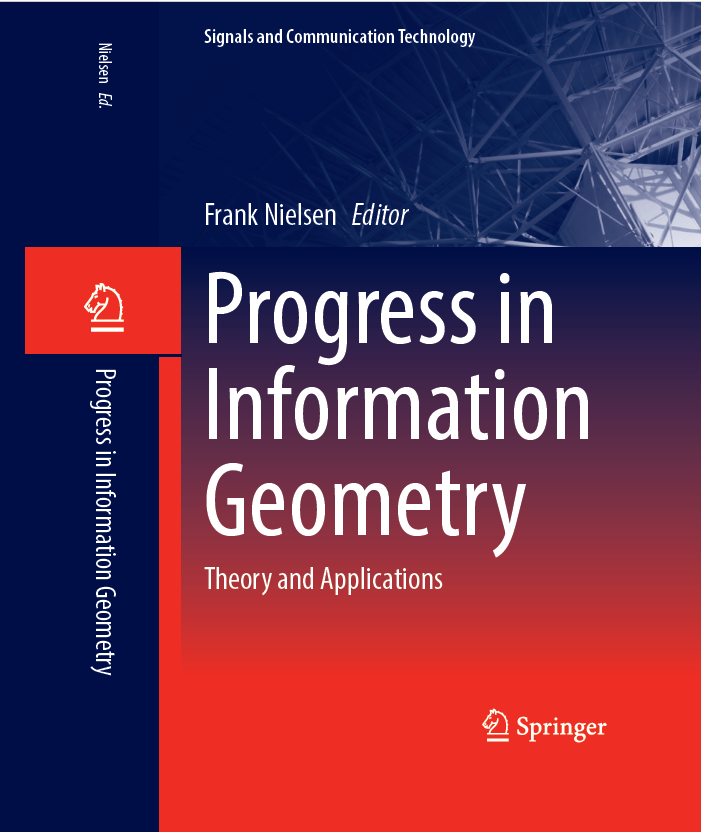 Nielsen Ed.
Progress in Information Geometry
Signals and Communication Technology
Frank Nielsen Editor
Progress in
Information
Geometry
Theory and Applications
Springer